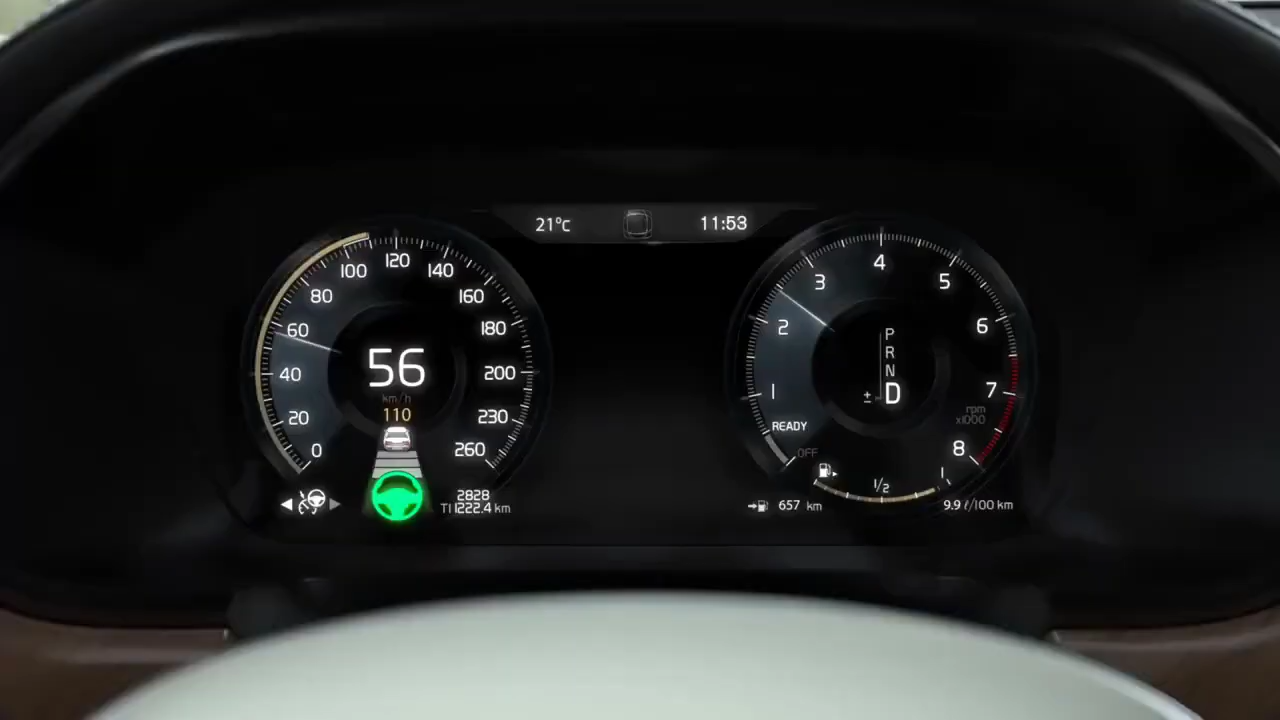 21°C
11:53
0
20
40
60
80
100
120
140
160
180
200
230
260
56
km/h
110
2828
1222.4 km
1
2
3
4
5
6
7
8
rpm
x1000
P
R
N
D
±
READY
OFF
1/2
1
657 km
9.9 ℓ/100 km